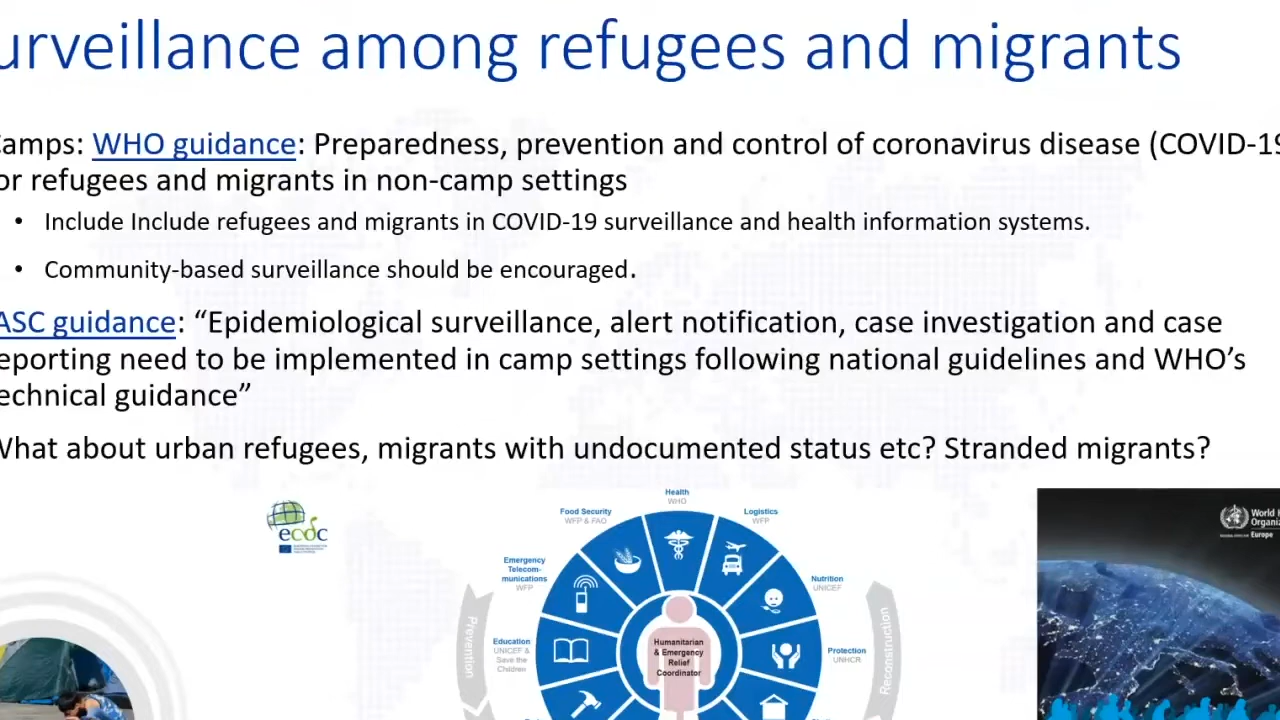 urveillance among refugees and migrants
amps: WHO guidance: Preparedness, prevention and control of coronavirus disease (COVID-19
or refugees and migrants in non-camp settings
• Include Include refugees and migrants in COVID-19 surveillance and health information systems.
• Community-based surveillance should be encouraged.
ASC guidance: “Epidemiological surveillance, alert notification, case investigation and case
eporting need to be implemented in camp settings following national guidelines and WHO’s
echnical guidance”
What about urban refugees, migrants with undocumented status etc? Stranded migrants?
ecdc
Health
WHO
Food Security
WFP & FAO
Logistics
WFP
Emergency
Telecom-
munications
WFP
Nutrition
UNICEF
Education
UNICEF &
Save the
Children
Protection
UNHCR
Prevention
Reconstruction
Humanitarian
& Emergency
Relief
Coordinator
World H
Organiz
Europe